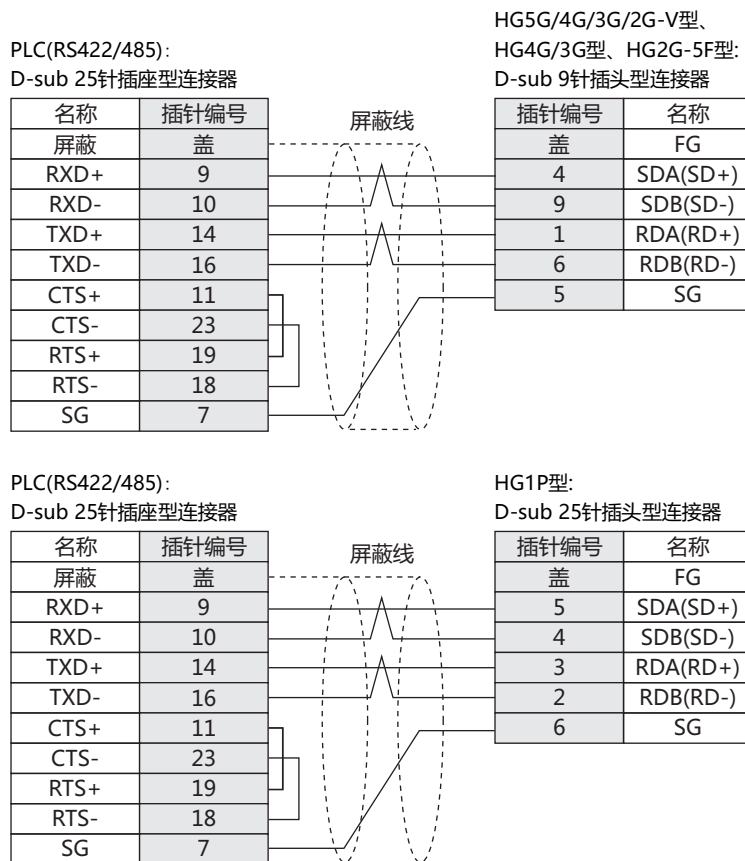 HG5G/4G/3G/2G-V型、
PLC(RS422/485): HG4G/3G型、HG2G-5F型:
D-sub 25针插座型连接器 D-sub 9针插头型连接器
名称 插针编号 屏蔽线 插针编号 名称
屏蔽 盖 盖 FG
RXD+ 9 4 SDA(SD+)
RXD- 10 9 SDB(SD-)
TXD+ 14 1 RDA(RD+)
TXD- 16 6 RDB(RD-)
CTS+ 11 5 SG
CTS- 23
RTS+ 19
RTS- 18
SG 7
PLC(RS422/485): HG1P型:
D-sub 25针插座型连接器 D-sub 25针插头型连接器
名称 插针编号 屏蔽线 插针编号 名称
屏蔽 盖 盖 FG
RXD+ 9 5 SDA(SD+)
RXD- 10 4 SDB(SD-)
TXD+ 14 3 RDA(RD+)
TXD- 16 2 RDB(RD-)
CTS+ 11 6 SG
CTS- 23
RTS+ 19
RTS- 18
SG 7